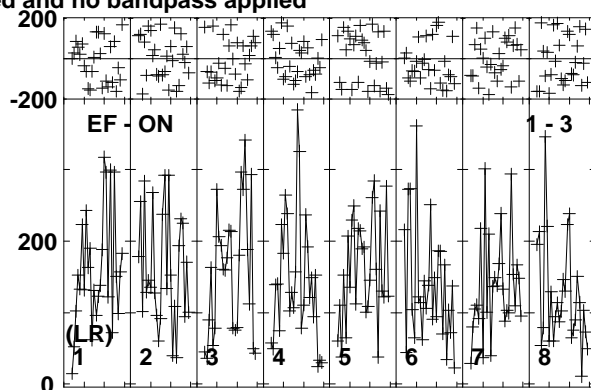 ed and no bandpass applied
200
-200
EF - ON 1 - 3
200
(LR)
1 2 3 4 5 6 7 8
0